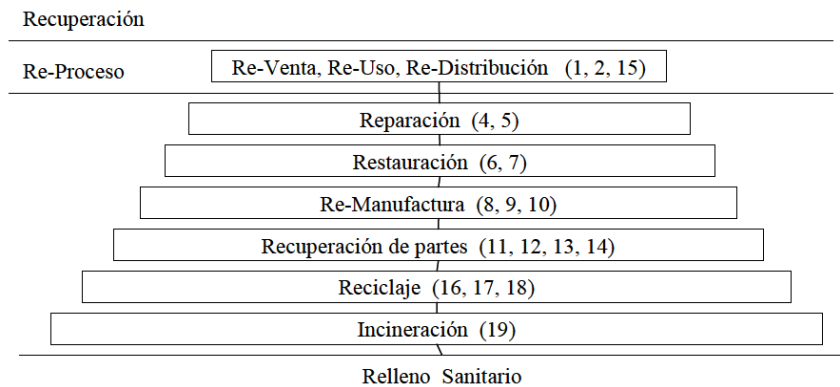 Recuperación
Re-Proceso
Re-Venta, Re-Uso, Re-Distribución (1, 2, 15)
Reparación (4, 5)
Restauración (6, 7)
Re-Manufactura (8, 9, 10)
Recuperación de partes (11, 12, 13, 14)
Reciclaje (16, 17, 18)
Incineración (19)
Relleno Sanitario